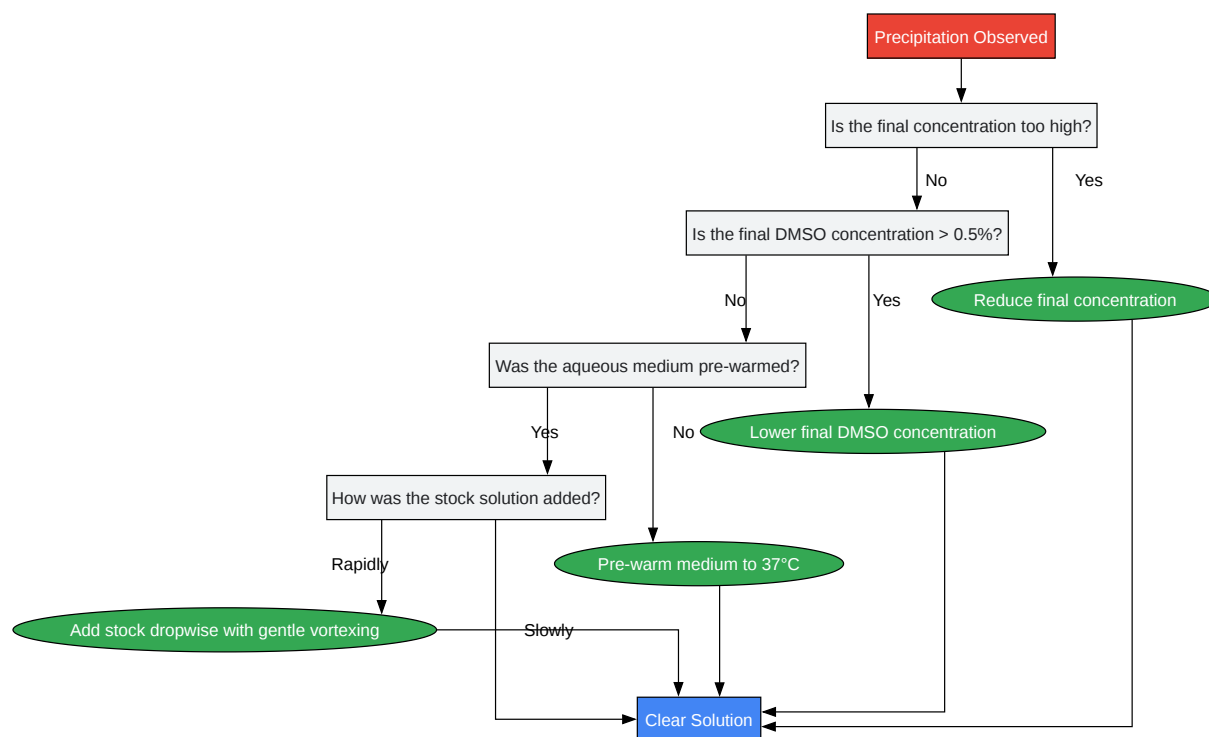 Precipitation Observed
Is the final concentration too high?
No
Yes
Is the final DMSO concentration > 0.5%?
No
Yes
Reduce final concentration
Was the aqueous medium pre-warmed?
Yes
No
Lower final DMSO concentration
How was the stock solution added?
Rapidly
Pre-warm medium to 37°C
Add stock dropwise with gentle vortexing
Slowly
Clear Solution